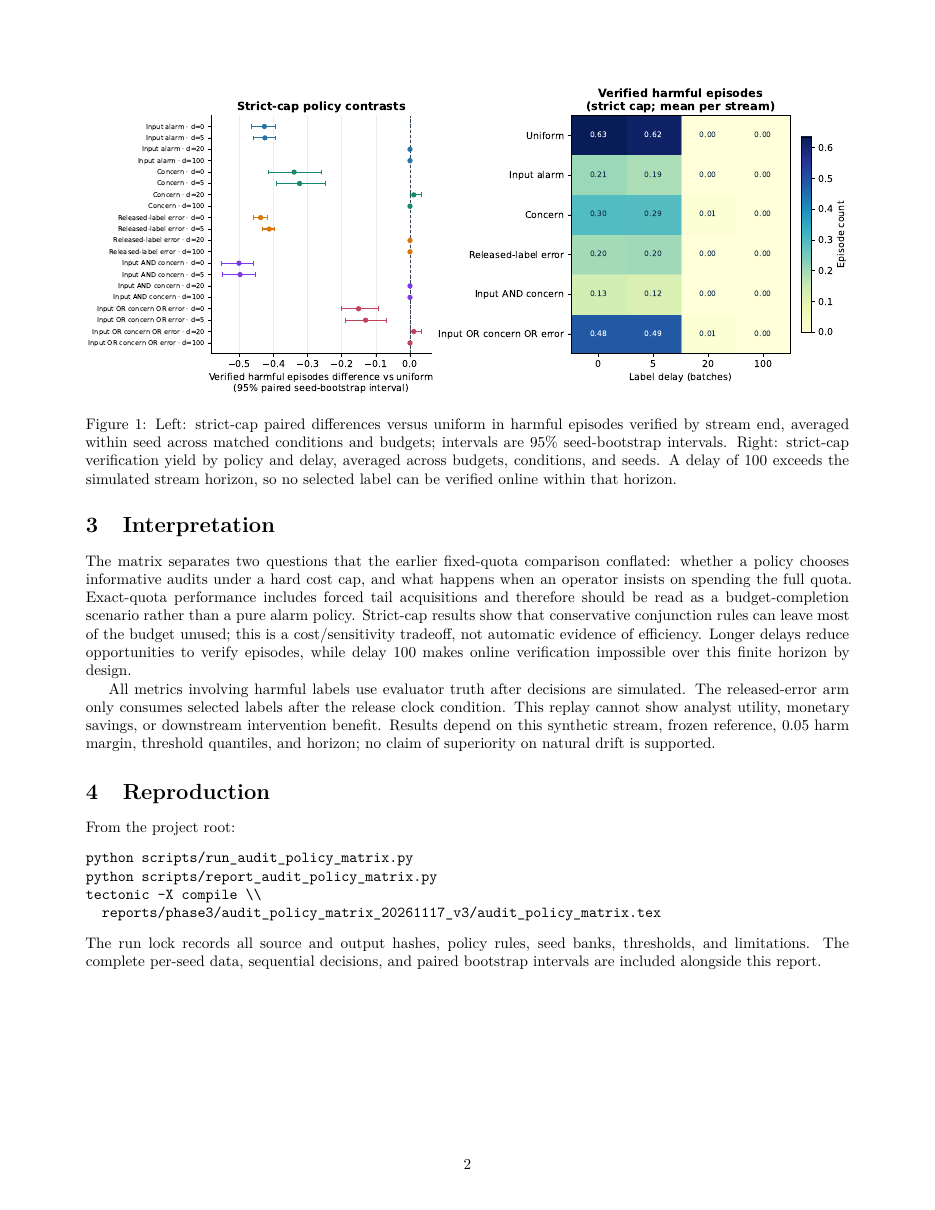 Strict-cap policy contrasts
Input alarm · d=0
Input alarm · d=5
Input alarm · d=20
Input alarm · d=100
Concern · d=0
Concern · d=5
Concern · d=20
Concern · d=100
Released-label error · d=0
Released-label error · d=5
Released-label error · d=20
Released-label error · d=100
Input AND concern · d=0
Input AND concern · d=5
Input AND concern · d=20
Input AND concern · d=100
Input OR concern OR error · d=0
Input OR concern OR error · d=5
Input OR concern OR error · d=20
Input OR concern OR error · d=100
−0.5 −0.4 −0.3 −0.2 −0.1 0.0
Verified harmful episodes difference vs uniform
(95% paired seed-bootstrap interval)
Verified harmful episodes
(strict cap; mean per stream)
Uniform 0.63 0.62 0.00 0.00
Input alarm 0.21 0.19 0.00 0.00
Concern 0.30 0.29 0.01 0.00
Released-label error 0.20 0.20 0.00 0.00
Input AND concern 0.13 0.12 0.00 0.00
Input OR concern OR error 0.48 0.49 0.01 0.00
0 5 20 100
Label delay (batches)
0.6
0.5
0.4
0.3
0.2
0.1
0.0
Episode count
Figure 1: Left: strict-cap paired differences versus uniform in harmful episodes verified by stream end, averaged
within seed across matched conditions and budgets; intervals are 95% seed-bootstrap intervals. Right: strict-cap
verification yield by policy and delay, averaged across budgets, conditions, and seeds. A delay of 100 exceeds the
simulated stream horizon, so no selected label can be verified online within that horizon.
3 Interpretation
The matrix separates two questions that the earlier fixed-quota comparison conflated: whether a policy chooses
informative audits under a hard cost cap, and what happens when an operator insists on spending the full quota.
Exact-quota performance includes forced tail acquisitions and therefore should be read as a budget-completion
scenario rather than a pure alarm policy. Strict-cap results show that conservative conjunction rules can leave most
of the budget unused; this is a cost/sensitivity tradeoff, not automatic evidence of efficiency. Longer delays reduce
opportunities to verify episodes, while delay 100 makes online verification impossible over this finite horizon by
design.
All metrics involving harmful labels use evaluator truth after decisions are simulated. The released-error arm
only consumes selected labels after the release clock condition. This replay cannot show analyst utility, monetary
savings, or downstream intervention benefit. Results depend on this synthetic stream, frozen reference, 0.05 harm
margin, threshold quantiles, and horizon; no claim of superiority on natural drift is supported.
4 Reproduction
From the project root:
python scripts/run_audit_policy_matrix.py
python scripts/report_audit_policy_matrix.py
tectonic -X compile \\
reports/phase3/audit_policy_matrix_20261117_v3/audit_policy_matrix.tex
The run lock records all source and output hashes, policy rules, seed banks, thresholds, and limitations. The
complete per-seed data, sequential decisions, and paired bootstrap intervals are included alongside this report.
2